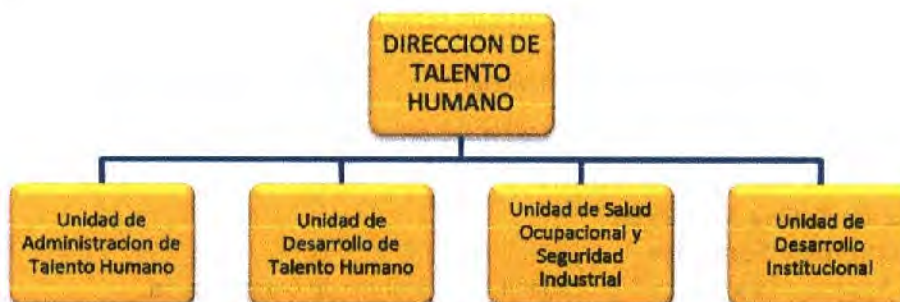 DIRECCION DE
TALENTO
HUMANO
Unidad de
Administracion de
Talento Humano
Unidad de
Desarrollo de
Talento Humano
Unidad de Salud
Ocupacional y
Seguridad
Industrial
Unidad de
Desarrollo
Institucional